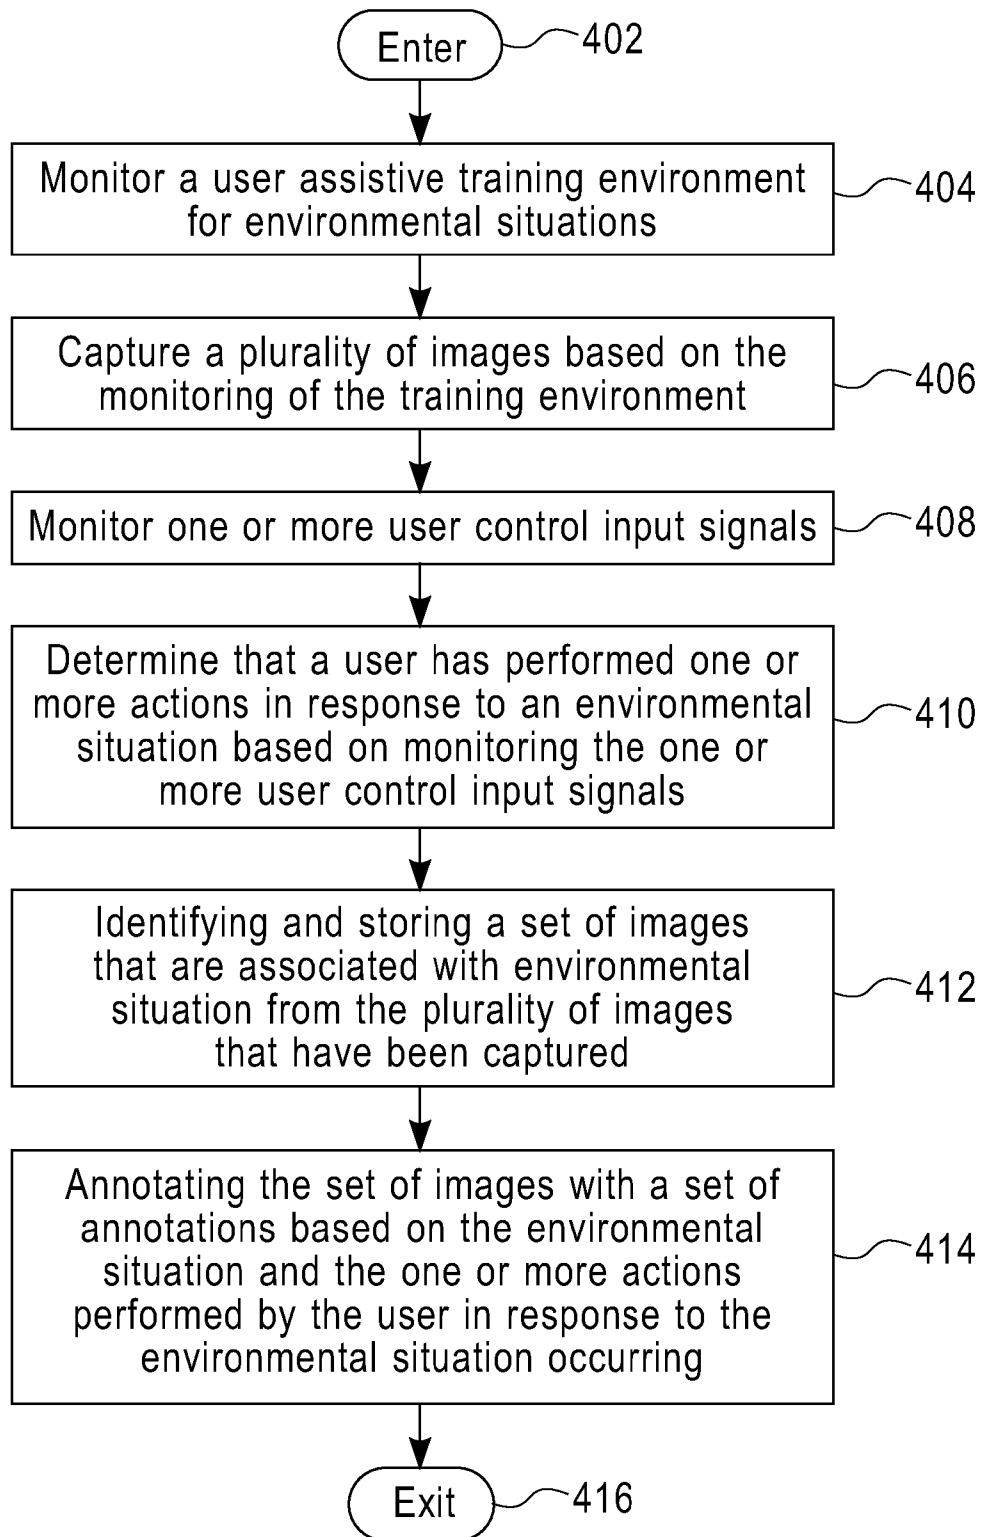 Enter
402
Monitor a user assistive training environment
for environmental situations
404
Capture a plurality of images based on the
monitoring of the training environment
406
Monitor one or more user control input signals
408
Determine that a user has performed one or
more actions in response to an environmental
situation based on monitoring the one or
more user control input signals
410
Identifying and storing a set of images
that are associated with environmental
situation from the plurality of images
that have been captured
412
Annotating the set of images with a set of
annotations based on the environmental
situation and the one or more actions
performed by the user in response to the
environmental situation occurring
414
Exit
416